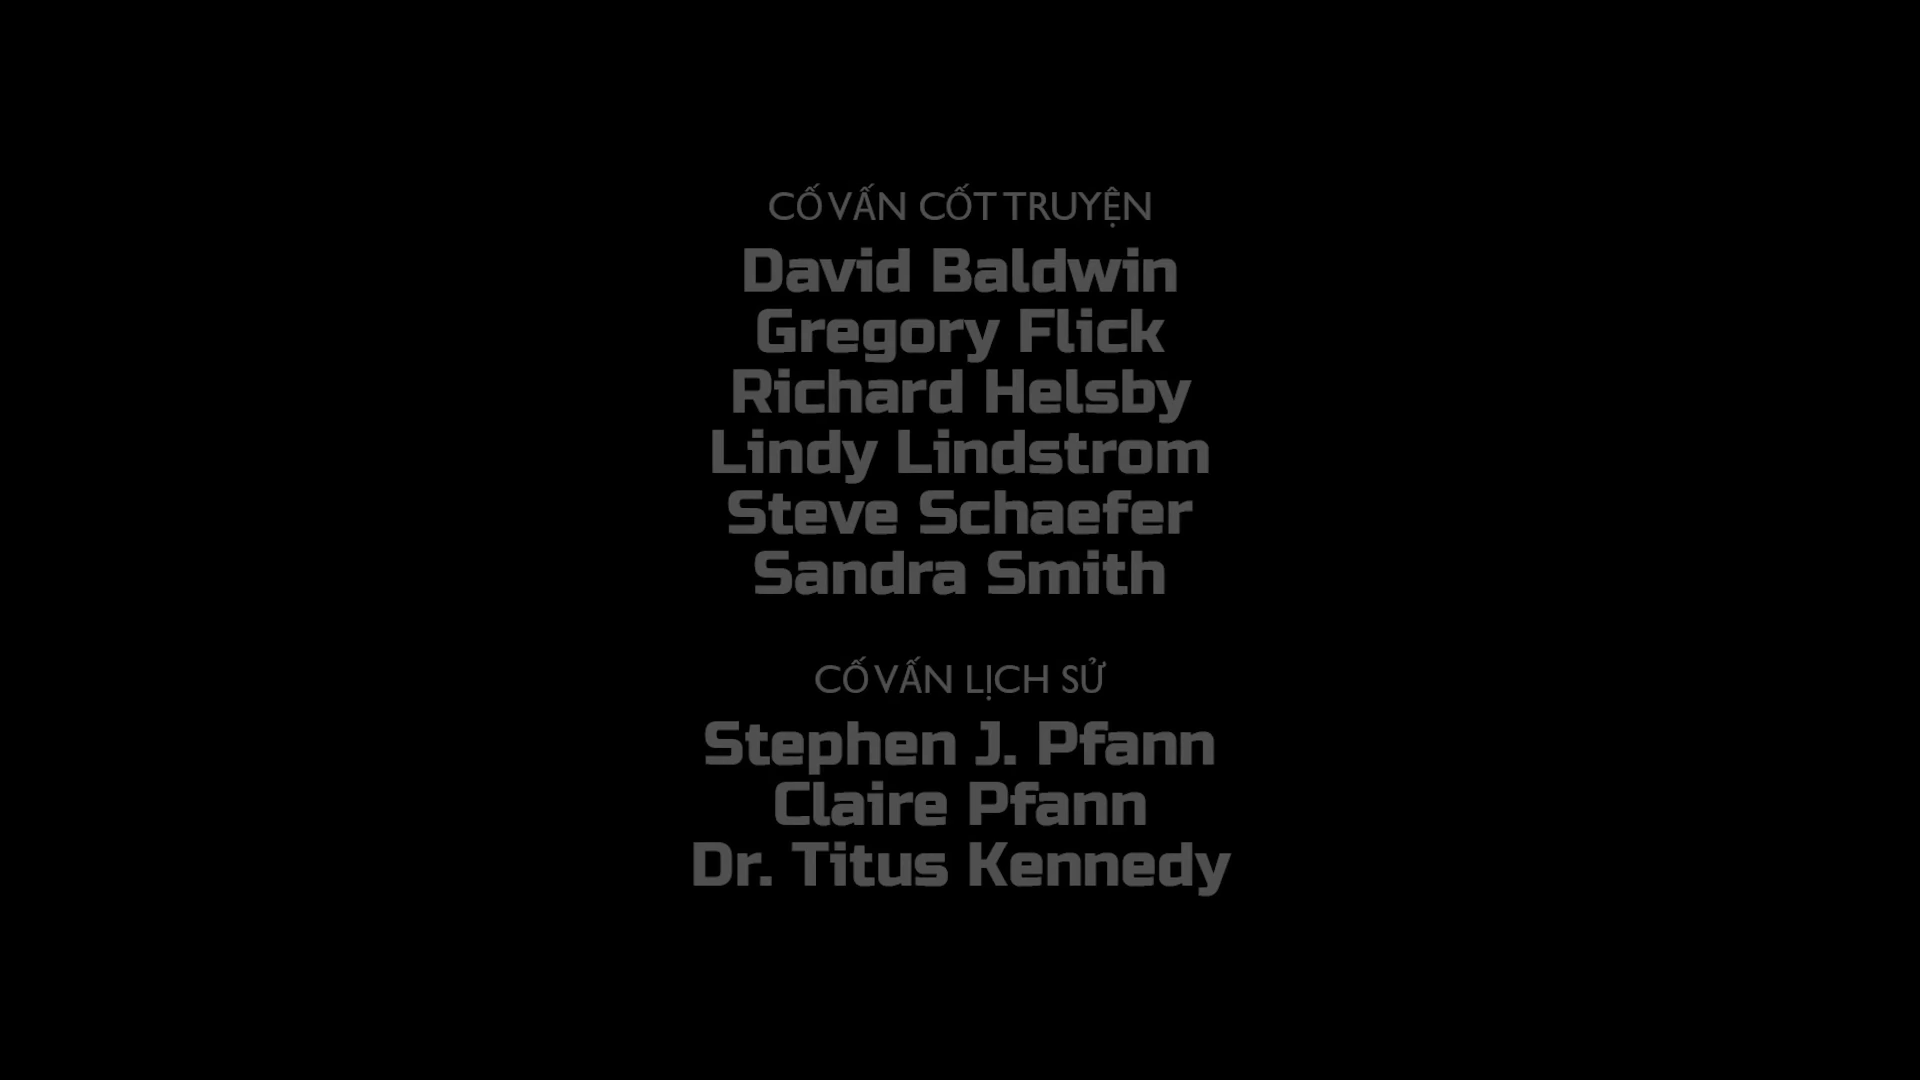 CỐ VẤN CỐT TRUYỆN
David Baldwin
Gregory Flick
Richard Helsby
Lindy Lindstrom
Steve Schaefer
Sandra Smith
CỐ VẤN LỊCH SỬ
Stephen J. Pfann
Claire Pfann
Dr. Titus Kennedy